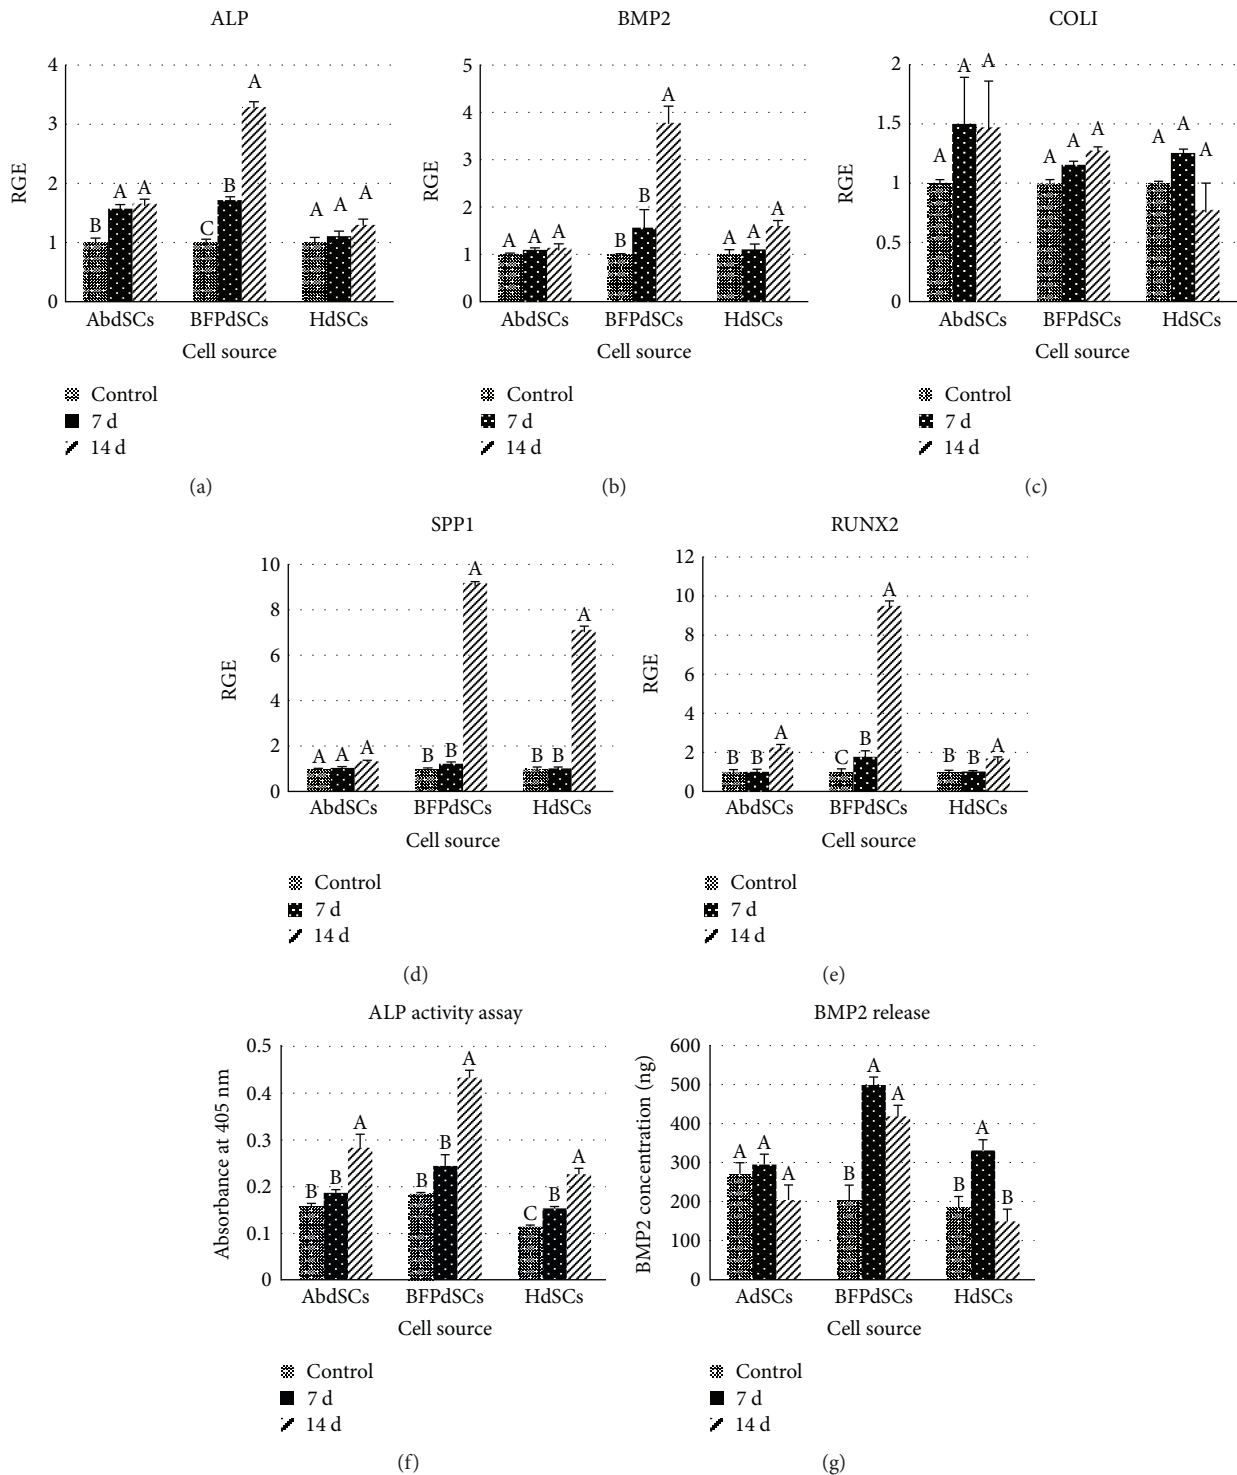 ALP
4
3
2
1
0
RGE
B A A
C B A
A A A
AbdSCs BFPdSCs HdSCs
Cell source
Control
7 d
14 d
(a)
BMP2
5
4
3
2
1
0
RGE
A A A
B B A
A A A
AbdSCs BFPdSCs HdSCs
Cell source
Control
7 d
14 d
(b)
COLI
2
1.5
1
0.5
0
RGE
A A A
A A A
A A A
AbdSCs BFPdSCs HdSCs
Cell source
Control
7 d
14 d
(c)
SPP1
10
8
6
4
2
0
RGE
A A A
B B A
B B A
AbdSCs BFPdSCs HdSCs
Cell source
Control
7 d
14 d
(d)
RUNX2
12
10
8
6
4
2
0
RGE
B B A
C B A
B B A
AbdSCs BFPdSCs HdSCs
Cell source
Control
7 d
14 d
(e)
ALP activity assay
0.5
0.4
0.3
0.2
0.1
0
Absorbance at 405 nm
B B A
B B A
C B A
AbdSCs BFPdSCs HdSCs
Cell source
Control
7 d
14 d
(f)
BMP2 release
600
500
400
300
200
100
0
BMP2 concentration (ng)
A A A
B A A
B A B
AdSCs BFPdSCs HdSCs
Cell source
Control
7 d
14 d
(g)